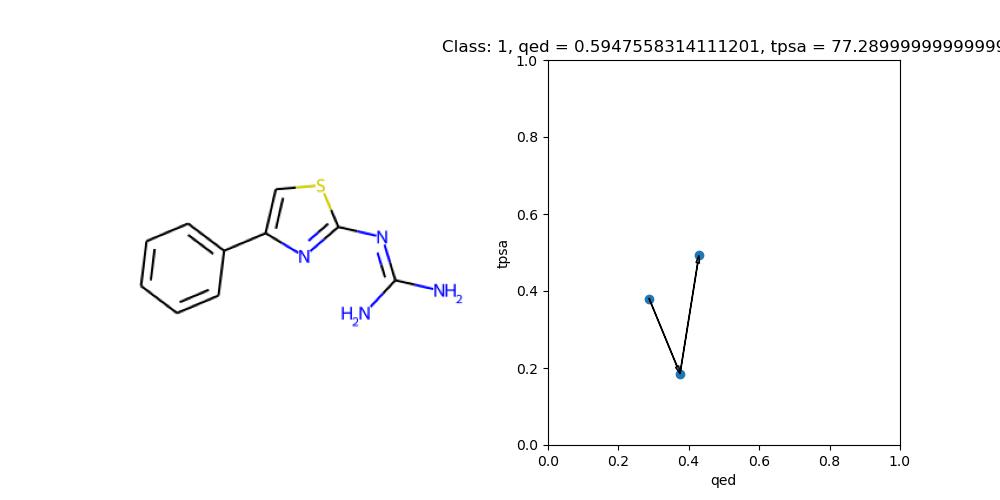 Class: 1, qed = 0.5947558314111201, tpsa = 77.28999999999999
1.0
0.8
0.6
0.4
0.2
0.0
tpsa
0.0 0.2 0.4 0.6 0.8 1.0
qed
S
N
N
NH2
H2N